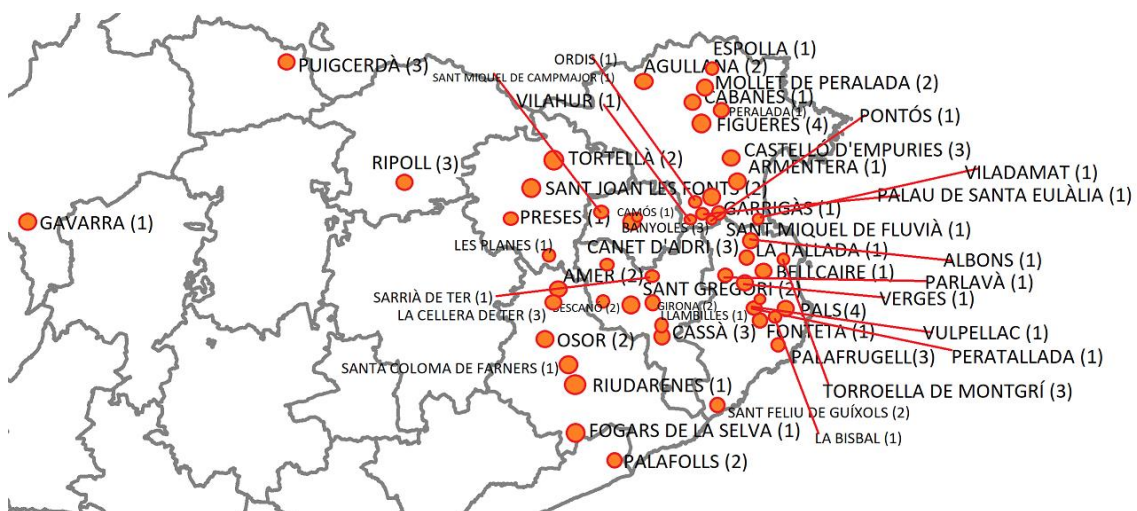 ESPOLLA (1)
ORDIS (1)
PUIGCERDÀ (3)
AGULLANA (2)
SANT MIQUEL DE CAMPMAJOR (1)
MOLLET DE PERALADA (2)
VILAHUR (1)
CABANES (1)
PERALADA (1)
PONTÓS (1)
FIGUERES (4)
CASTELLÓ D'EMPURIES (3)
RIPOLL (3)
TORTELLÀ (2)
ARMENTERA (1)
VILADAMAT (1)
SANT JOAN LES FONTS (2)
PALAU DE SANTA EULÀLIA (1)
GAVARRA (1)
PRESES (1)
CAMÓS (1)
GARRIGÀS (1)
BANYOLES (3)
SANT MIQUEL DE FLUVIÀ (1)
LES PLANES (1)
CANET D'ADRI (3)
LA TALLADA (1)
ALBONS (1)
AMER (2)
BELLCAIRE (1)
PARLAVÀ (1)
SANT GREGORI (2)
SARRIÀ DE TER (1)
VERGES (1)
LA CELLERA DE TER (3)
BESCANÓ (2)
GIRONA (2)
PALS(4)
LLAMBILLES (1)
OSOR (2)
CASSÀ (3)
FONTETA (1)
VULPELLAC (1)
PALAFRUGELL(3)
PERATALLADA (1)
SANTA COLOMA DE FARNERS (1)
RIUDARENES (1)
TORROELLA DE MONTGRÍ (3)
SANT FELIU DE GUÍXOLS (2)
FOGARS DE LA SELVA (1)
LA BISBAL (1)
PALAFOLLS (2)